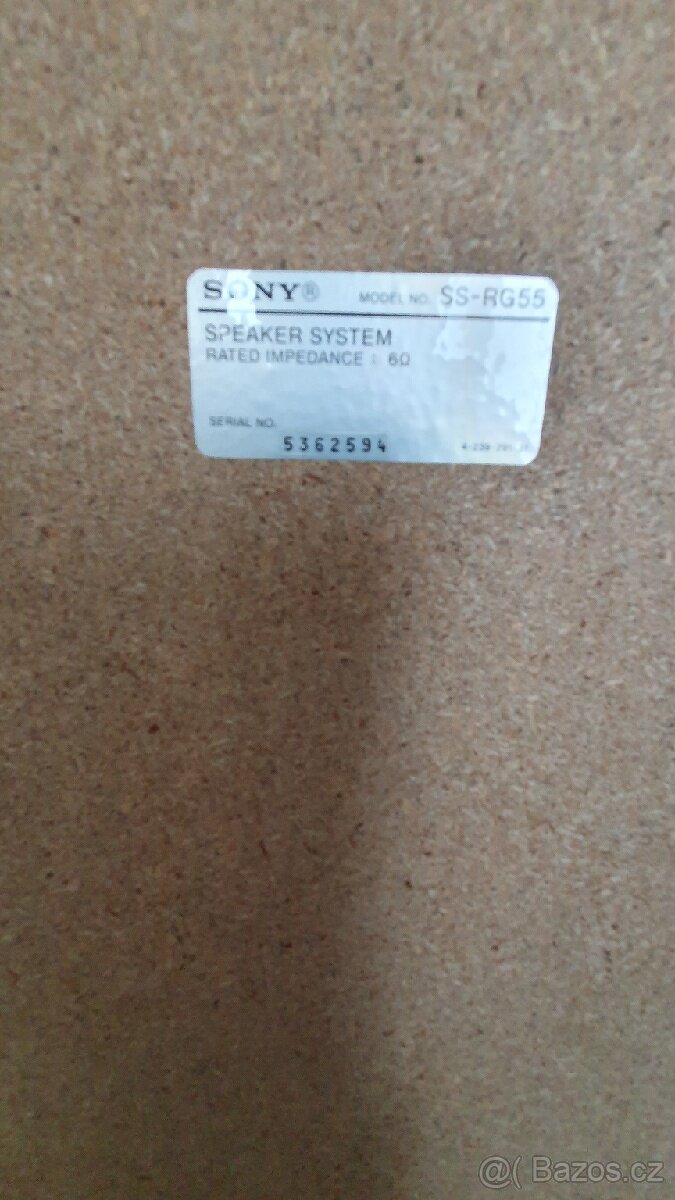 SONY® MODEL NO. SS-RG55
SPEAKER SYSTEM
RATED IMPEDANCE : 6Ω
SERIAL NO.
5362594
@( Bazos.cz